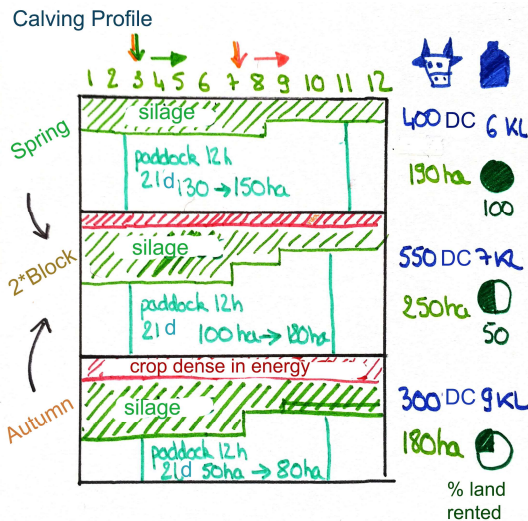 Calving Profile
1 2 3 4 5 6 7 8 9 10 11 12
Spring
silage
paddock 12h
21d 130 → 150ha
400 DC 6 KL
190 ha
100
2*Block
silage
paddock 12h
21d 100 ha → 120ha
550 DC 7 KL
250 ha
50
Autumn
crop dense in energy
silage
paddock 12h
21d 50ha → 80ha
300 DC 9 KL
180 ha
% land
rented